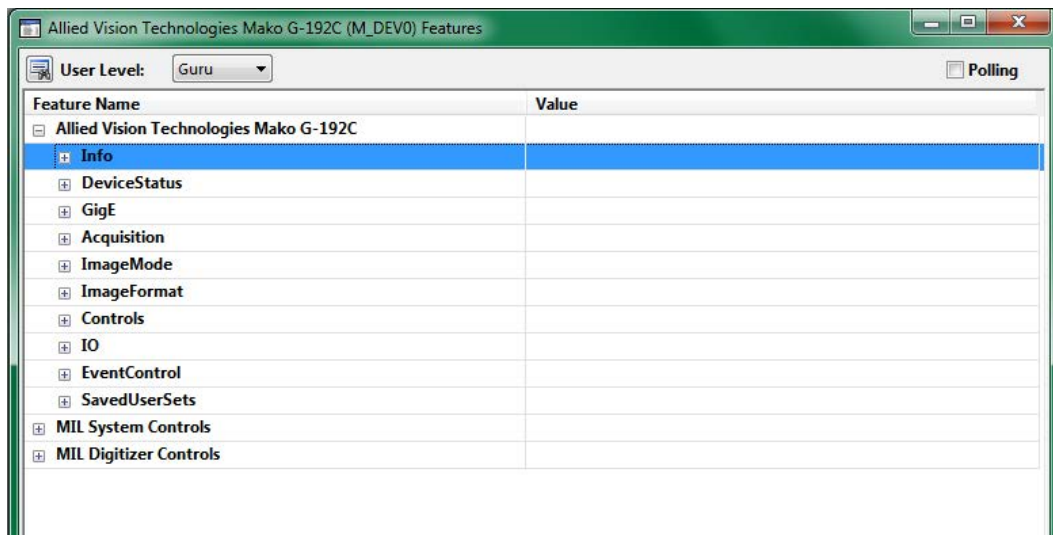 Allied Vision Technologies Mako G-192C (M_DEV0) Features
User Level: Guru Polling
Feature Name Value
Allied Vision Technologies Mako G-192C
Info
DeviceStatus
GigE
Acquisition
ImageMode
ImageFormat
Controls
IO
EventControl
SavedUserSets
MIL System Controls
MIL Digitizer Controls